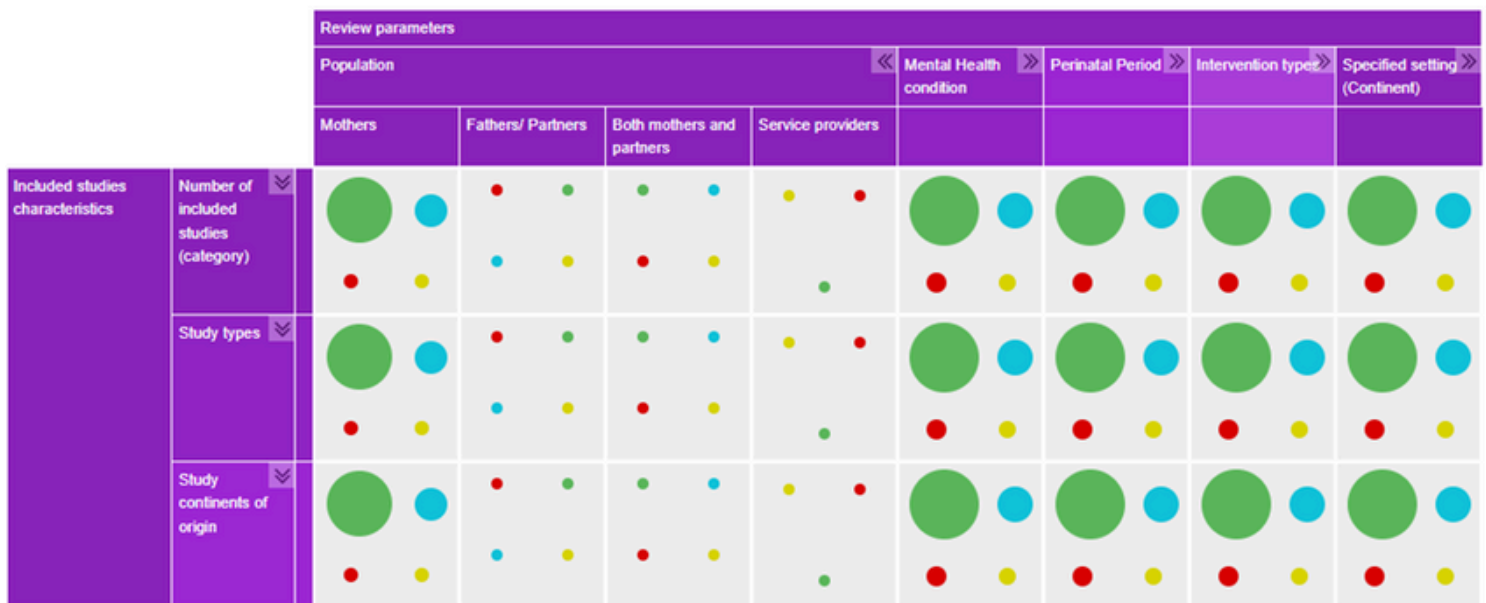 Review parameters
Population
Mental Health
condition
Perinatal Period
Intervention types
Specified setting
(Continent)
Mothers
Fathers/ Partners
Both mothers and
partners
Service providers
Included studies
characteristics
Number of
included
studies
(category)
Study types
Study
continents of
origin